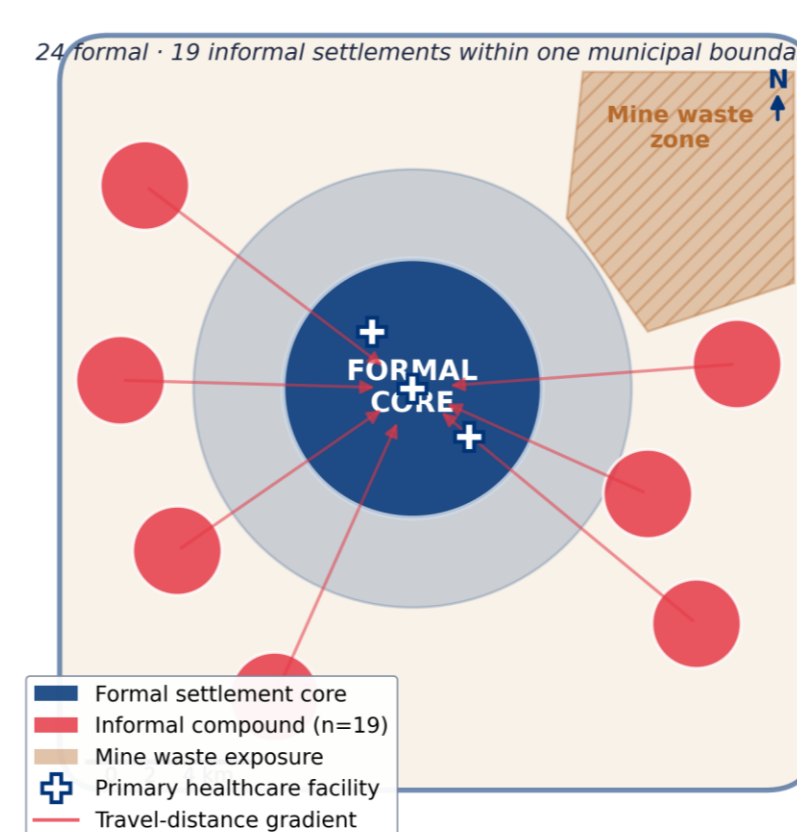 24 formal · 19 informal settlements within one municipal bounda
N
Mine waste
zone
FORMAL
CORE
Formal settlement core
Informal compound (n=19)
Mine waste exposure
Primary healthcare facility
Travel-distance gradient